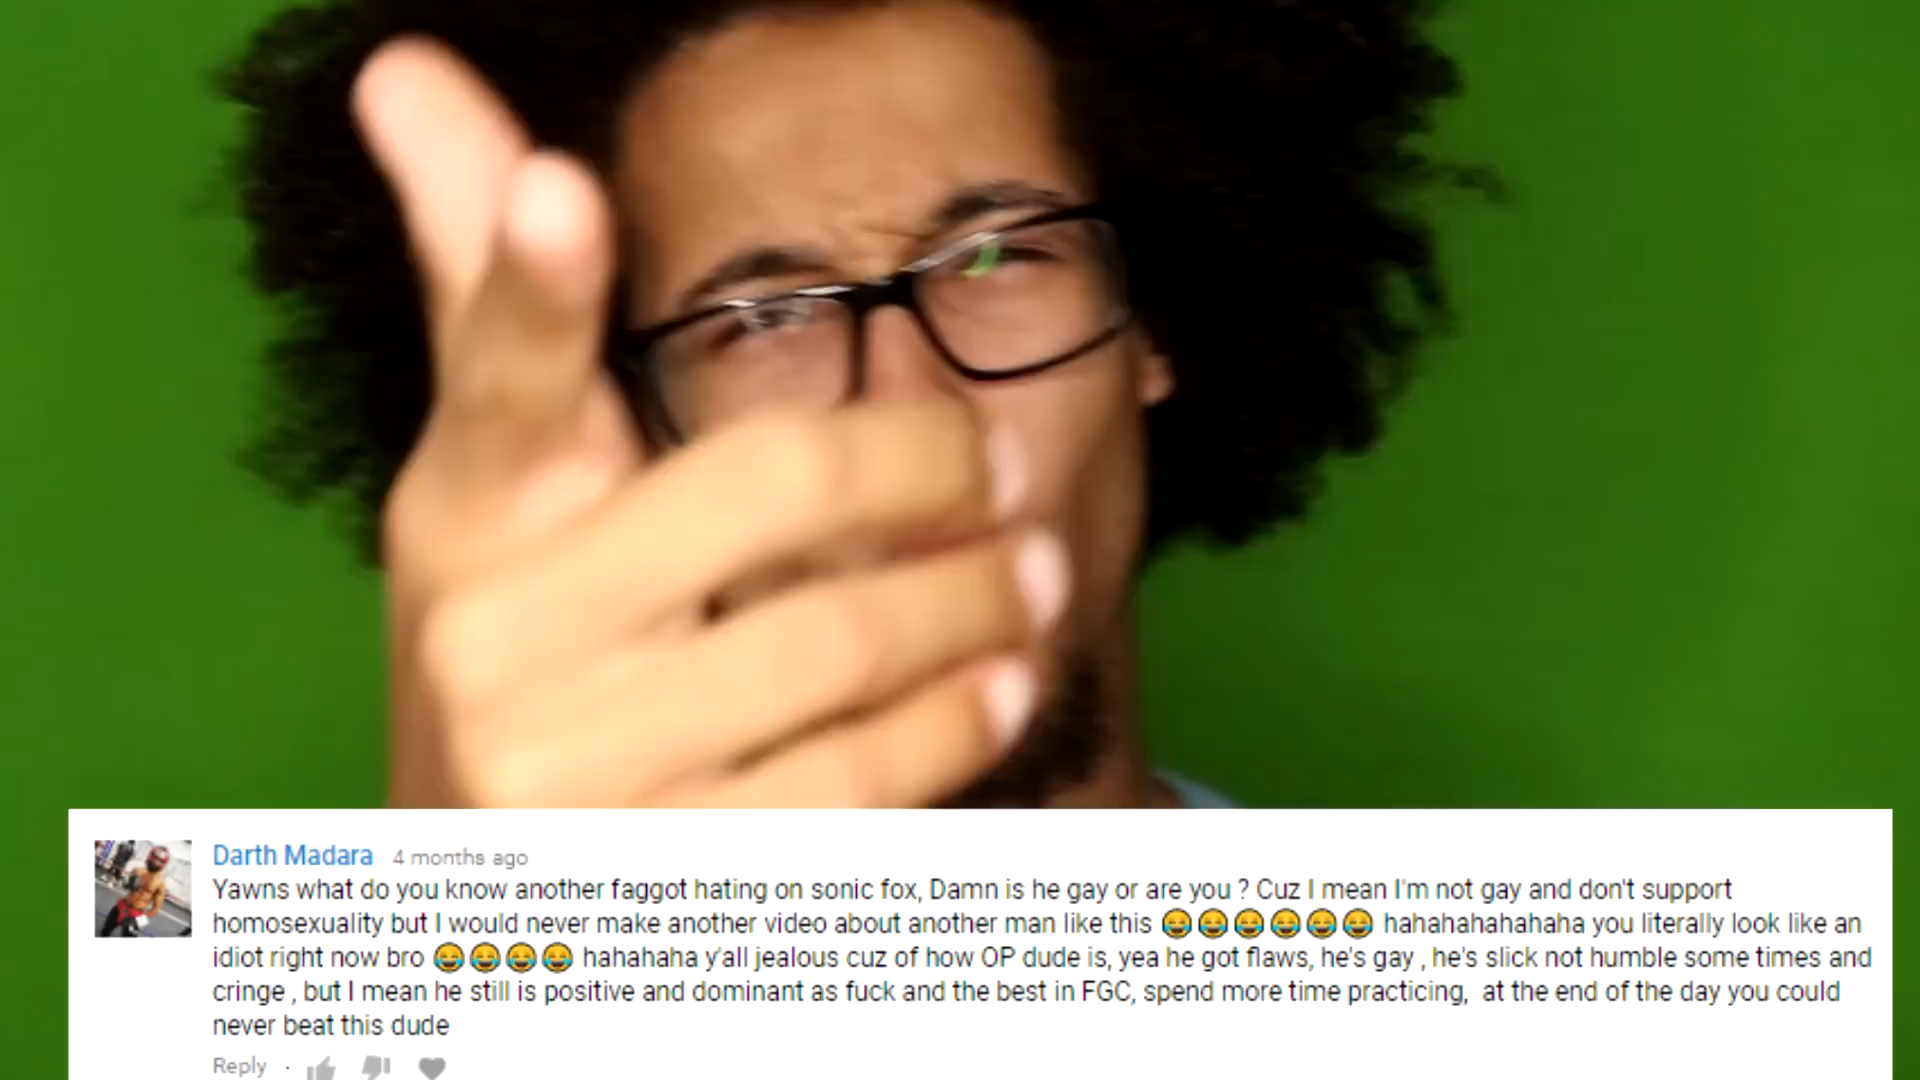 Darth Madara 4 months ago
Yawns what do you know another faggot hating on sonic fox, Damn is he gay or are you ? Cuz I mean I'm not gay and don't support
homosexuality but I would never make another video about another man like this 😂😂😂😂😂😂 hahahahahahaha you literally look like an
idiot right now bro 😂😂😂😂 hahahaha y'all jealous cuz of how OP dude is, yea he got flaws, he's gay , he's slick not humble some times and
cringe , but I mean he still is positive and dominant as fuck and the best in FGC, spend more time practicing,  at the end of the day you could
never beat this dude
Reply ·